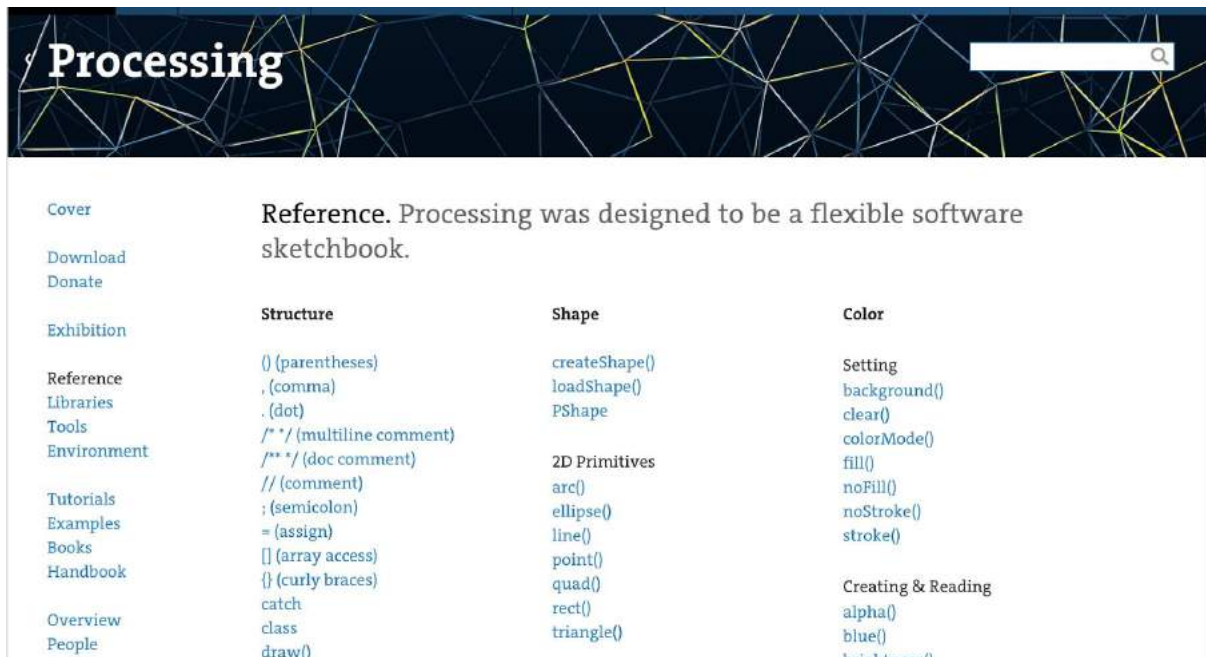 Processing
Cover
Download
Donate
Exhibition
Reference
Libraries
Tools
Environment
Tutorials
Examples
Books
Handbook
Overview
People
Reference. Processing was designed to be a flexible software
sketchbook.
Structure
() (parentheses)
, (comma)
. (dot)
/* */ (multiline comment)
/** */ (doc comment)
// (comment)
; (semicolon)
= (assign)
[] (array access)
{} (curly braces)
catch
class
draw()
Shape
createShape()
loadShape()
PShape
2D Primitives
arc()
ellipse()
line()
point()
quad()
rect()
triangle()
Color
Setting
background()
clear()
colorMode()
fill()
noFill()
noStroke()
stroke()
Creating & Reading
alpha()
blue()